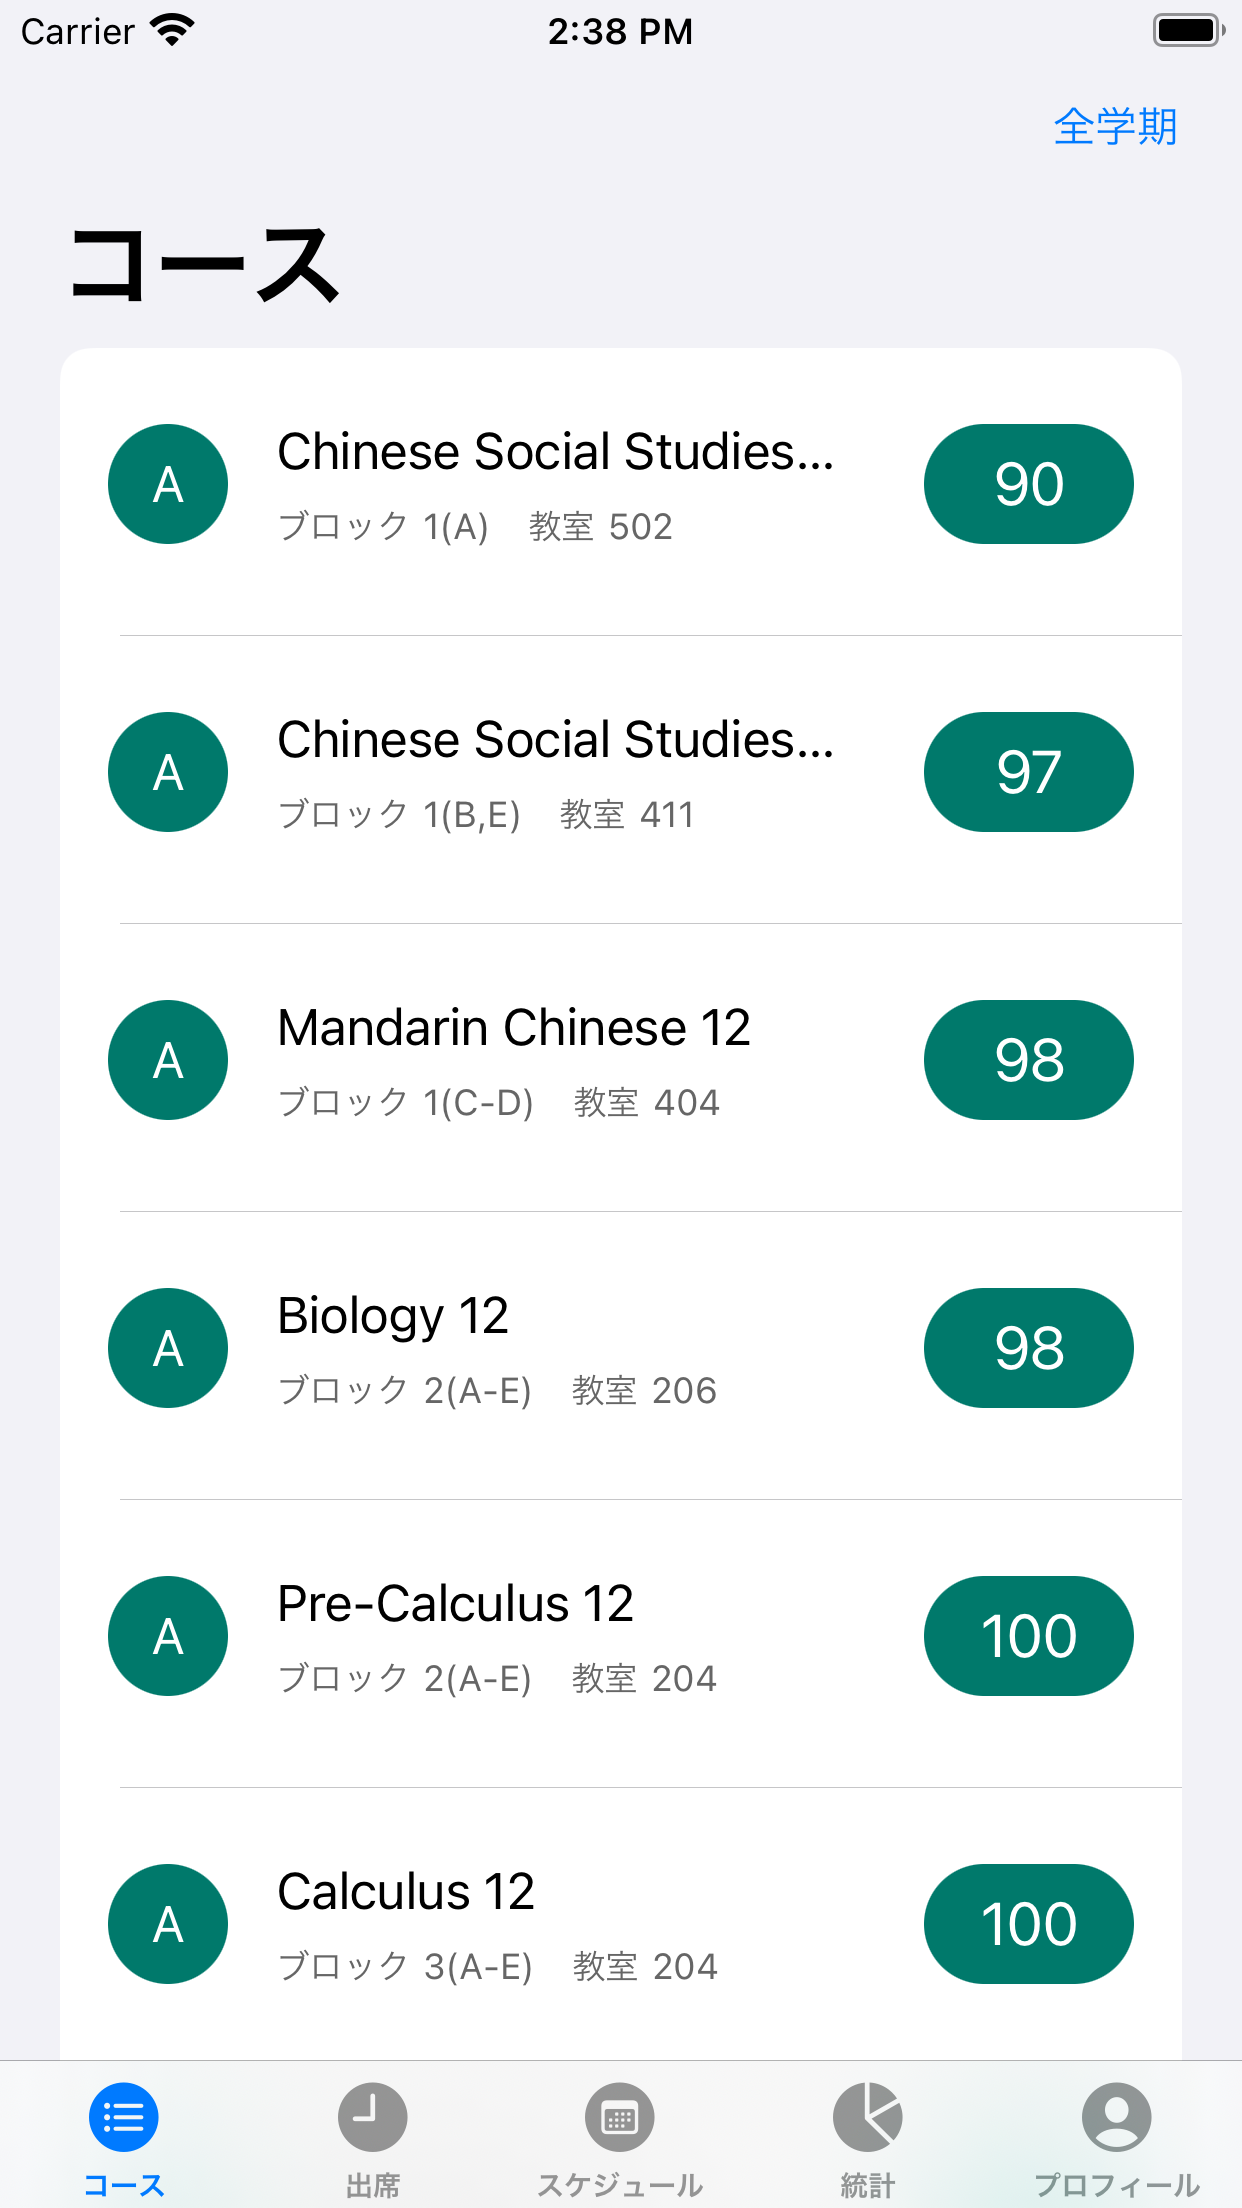 Carrier 2:38 PM
全学期
コース
A Chinese Social Studies... 90
ブロック 1(A) 教室 502
A Chinese Social Studies... 97
ブロック 1(B,E) 教室 411
A Mandarin Chinese 12 98
ブロック 1(C-D) 教室 404
A Biology 12 98
ブロック 2(A-E) 教室 206
A Pre-Calculus 12 100
ブロック 2(A-E) 教室 204
A Calculus 12 100
ブロック 3(A-E) 教室 204
コース 出席 スケジュール 統計 プロフィール